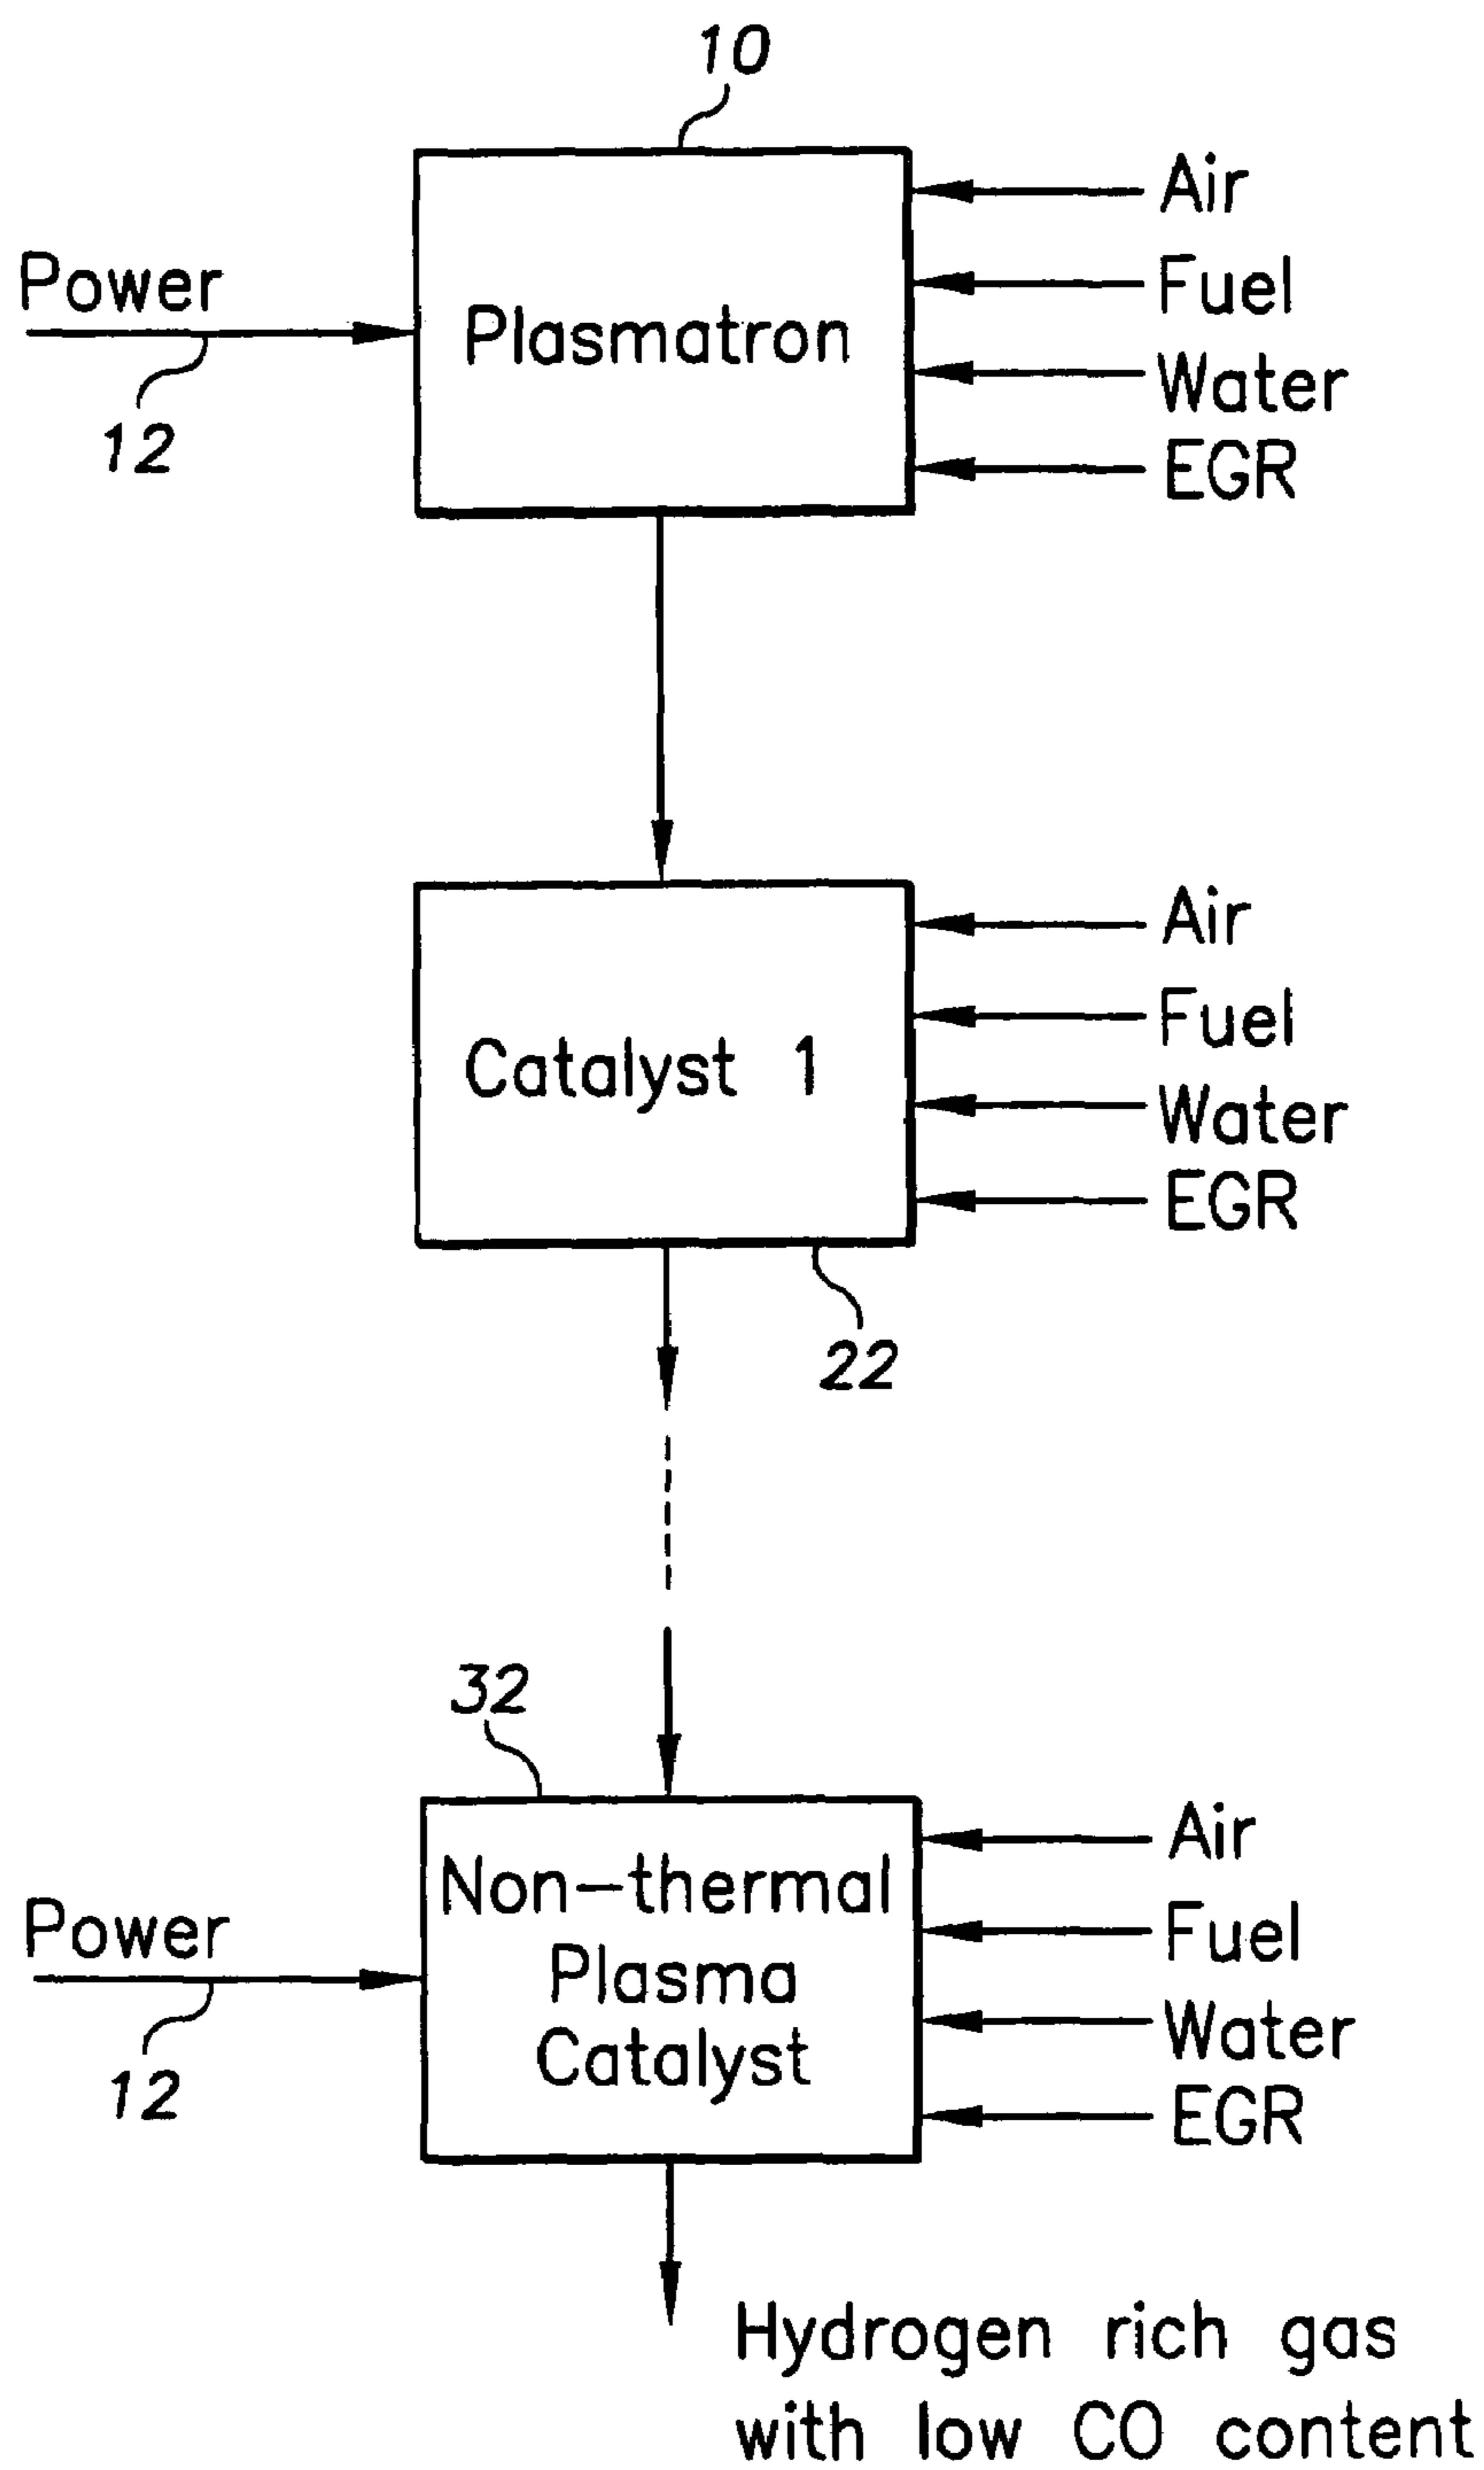 10
Air
Power
Fuel
Plasmatron
Water
12
EGR
Air
Fuel
Catalyst 1
Water
EGR
22
32
Air
Non-thermal
Power
Fuel
Plasma
Water
Catalyst
12
EGR
Hydrogen rich gas
with low CO content